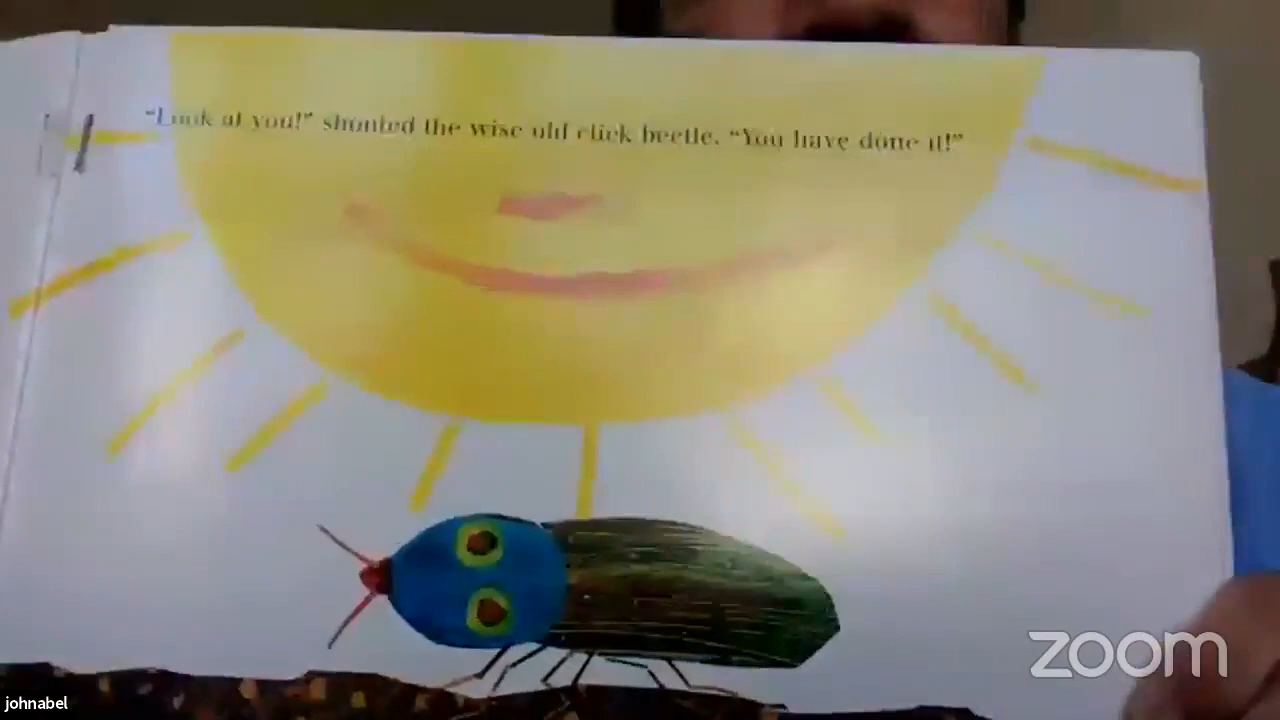 “Look at you!” shouted the wise old click beetle. “You have done it!”
zoom
johnabel